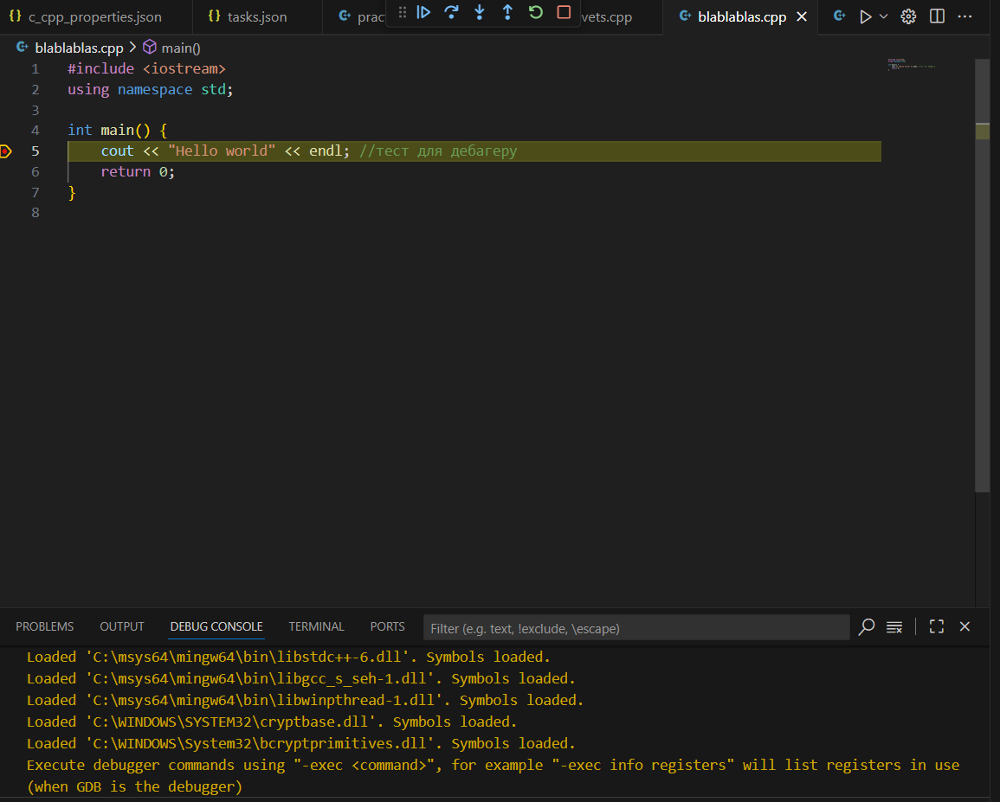 c_cpp_properties.json tasks.json prac vets.cpp blablablas.cpp
blablablas.cpp > main()
1 #include <iostream>
2 using namespace std;
3
4 int main() {
5 cout << "Hello world" << endl; //тест для дебагеру
6 return 0;
7 }
8
PROBLEMS OUTPUT DEBUG CONSOLE TERMINAL PORTS Filter (e.g. text, !exclude, \escape)
Loaded 'C:\msys64\mingw64\bin\libstdc++-6.dll'. Symbols loaded.
Loaded 'C:\msys64\mingw64\bin\libgcc_s_seh-1.dll'. Symbols loaded.
Loaded 'C:\msys64\mingw64\bin\libwinpthread-1.dll'. Symbols loaded.
Loaded 'C:\WINDOWS\SYSTEM32\cryptbase.dll'. Symbols loaded.
Loaded 'C:\WINDOWS\System32\bcryptprimitives.dll'. Symbols loaded.
Execute debugger commands using "-exec <command>", for example "-exec info registers" will list registers in use
(when GDB is the debugger)